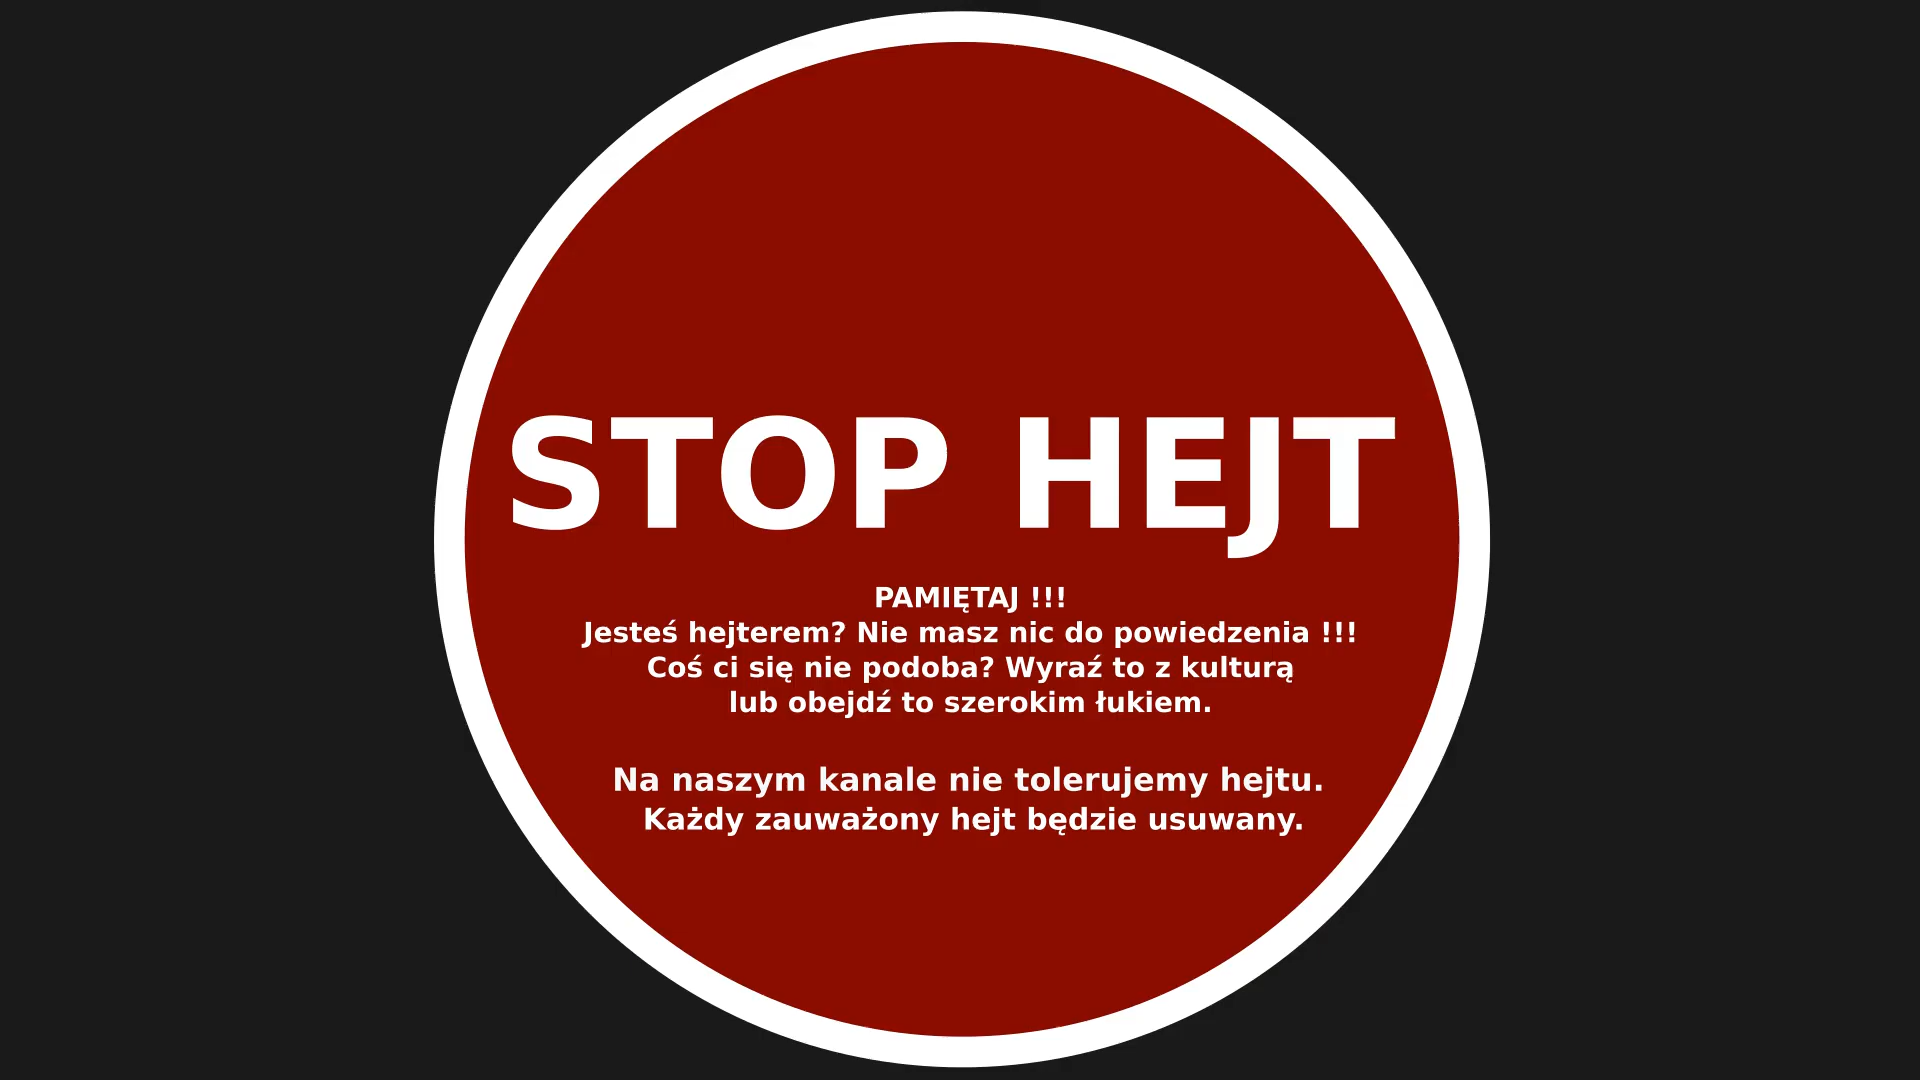 STOP HEJT
PAMIĘTAJ !!!
Jesteś hejterem? Nie masz nic do powiedzenia !!!
Coś ci się nie podoba? Wyraź to z kulturą
lub obejdź to szerokim łukiem.
Na naszym kanale nie tolerujemy hejtu.
Każdy zauważony hejt będzie usuwany.